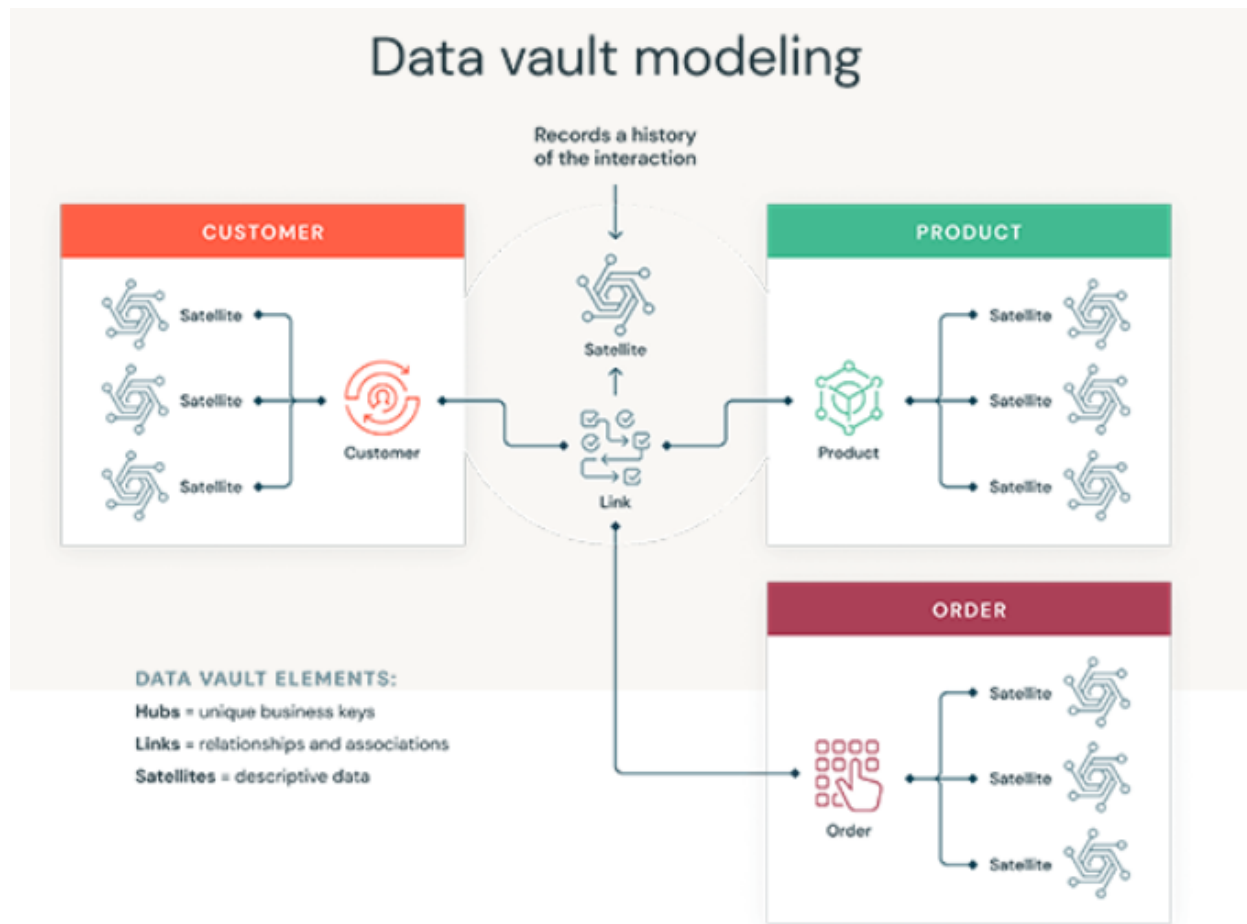 Data vault modeling
Records a history
of the interaction
CUSTOMER
Satellite
Satellite
Satellite
Customer
Satellite
Link
PRODUCT
Product
Satellite
Satellite
Satellite
ORDER
Order
Satellite
Satellite
Satellite
DATA VAULT ELEMENTS:
Hubs = unique business keys
Links = relationships and associations
Satellites = descriptive data